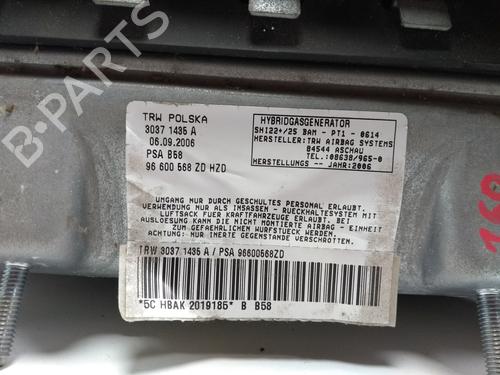 B-PARTS
TRW POLSKA
3037 1435 A
06.09.2006
PSA B58
96 600 568 ZD HZD
HYBRIDGASGENERATOR
SHI22+/2S BAM - PT1 - 0614
HERSTELLER: TRW AIRBAG SYSTEMS
84544 ASCHAU
TEL.:08638/965-0
HERSTELLUNGS -- JAHR:2006
UMGANG NUR DURCH GESCHULTES PERSONAL ERLAUBT.
VERWENDUNG NUR ALS INSASSEN - RUECKHALTESYSTEM MIT
LUFTSACK FUER KRAFTFAHRZEUGE ERLAUBT. BEI
AUSLOESUNG KANN DIE NICHT MONTIERTE AIRBAG - EINHEIT
ZUM GEFAEHRLICHEN WURFSTUECK WERDEN.
ACHTUNG: NUR INERTE GEGENSTAENDE VERSCHROTTEN.
TRW 3037 1435 A / PSA 96600568ZD
*5C HBAK 2019185* B B58